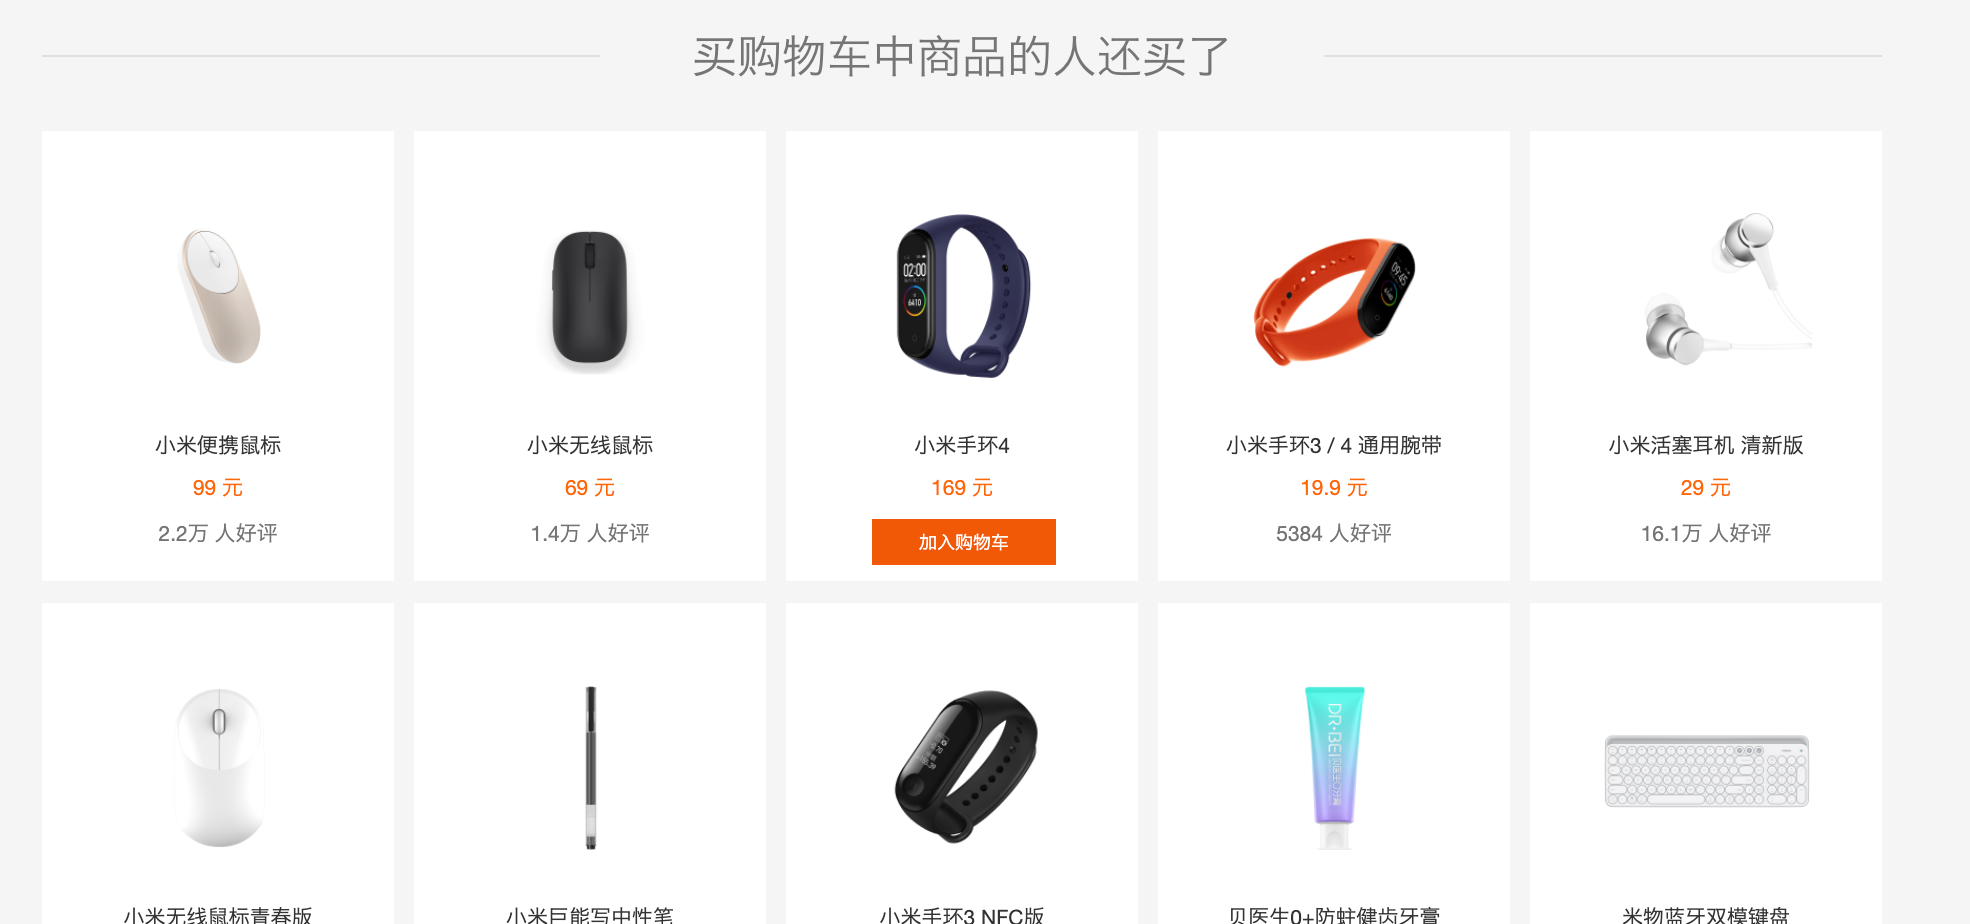 买购物车中商品的人还买了
小米便携鼠标
99 元
2.2万 人好评
小米无线鼠标
69 元
1.4万 人好评
02:00
6410
小米手环4
169 元
加入购物车
09:45
小米手环3 / 4 通用腕带
19.9 元
5384 人好评
小米活塞耳机 清新版
29 元
16.1万 人好评
小米无线鼠标青春版
小米巨能写中性笔
小米手环3 NFC版
DR·BEI
贝医生0+防蛀健齿牙膏
米物蓝牙双模键盘